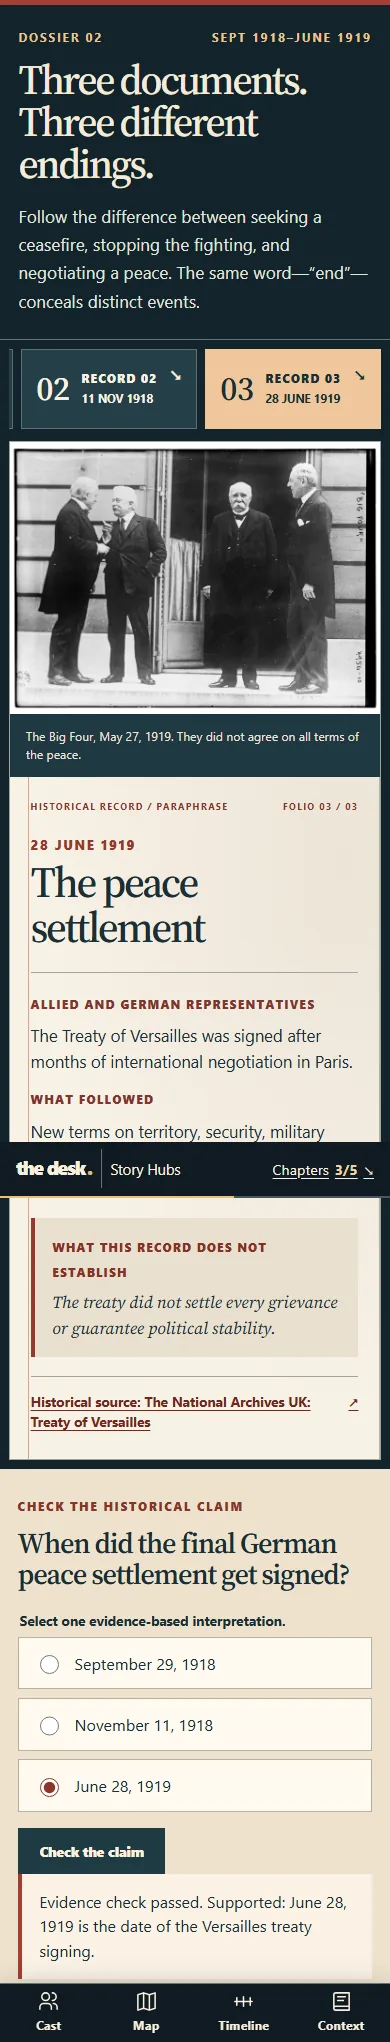 DOSSIER 02
SEPT 1918–JUNE 1919
Three documents.
Three different
endings.
Follow the difference between seeking a
ceasefire, stopping the fighting, and
negotiating a peace. The same word—“end”—
conceals distinct events.
02 RECORD 02 ↘
11 NOV 1918
03 RECORD 03 ↘
28 JUNE 1919
"BIG FOUR"
The Big Four, May 27, 1919. They did not agree on all terms of
the peace.
HISTORICAL RECORD / PARAPHRASE
FOLIO 03 / 03
28 JUNE 1919
The peace
settlement
ALLIED AND GERMAN REPRESENTATIVES
The Treaty of Versailles was signed after
months of international negotiation in Paris.
WHAT FOLLOWED
New terms on territory, security, military
the desk.
Story Hubs
Chapters 3/5 ↘
WHAT THIS RECORD DOES NOT
ESTABLISH
The treaty did not settle every grievance
or guarantee political stability.
Historical source: The National Archives UK: ↗
Treaty of Versailles
CHECK THE HISTORICAL CLAIM
When did the final German
peace settlement get signed?
Select one evidence-based interpretation.
September 29, 1918
November 11, 1918
June 28, 1919
Check the claim
Evidence check passed. Supported: June 28,
1919 is the date of the Versailles treaty
signing.
Cast
Map
Timeline
Context